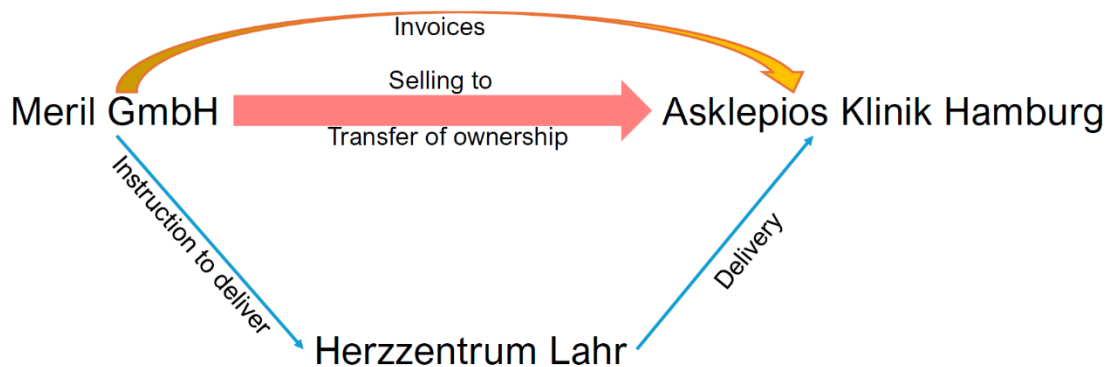 Invoices
Selling to
Meril GmbH
Asklepios Klinik Hamburg
Transfer of ownership
Instruction to deliver
Delivery
Herzzentrum Lahr